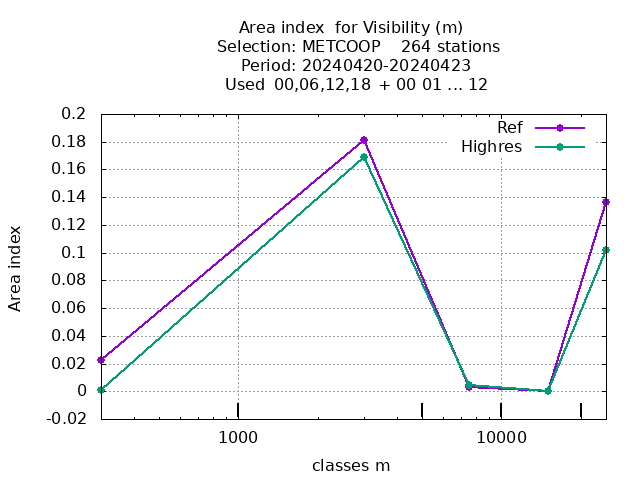 Area index  for Visibility (m)
Selection: METCOOP    264 stations
Period: 20240420-20240423
Used  00,06,12,18 + 00 01 ... 12
Ref
Highres
0.2
0.18
0.16
0.14
0.12
0.1
0.08
0.06
0.04
0.02
0
-0.02
Area index
1000
10000
classes m